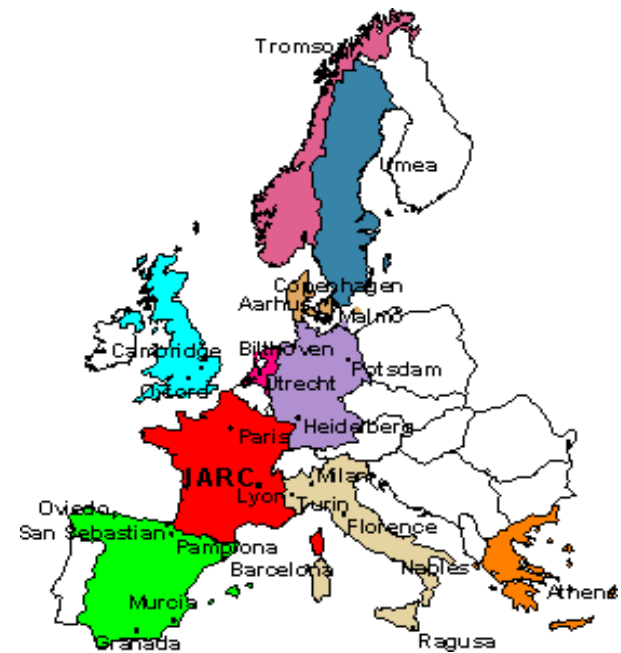 Tromso
Umea
Copenhagen
Aarhus
Malmo
Cambridge
Bilthoven
Potsdam
Oxford
Utrecht
Heidelberg
Paris
IARC
Lyon
Milan
Turin
Oviedo
Florence
San Sebastian
Pamplona
Barcelona
Naples
Athens
Murcia
Granada
Ragusa